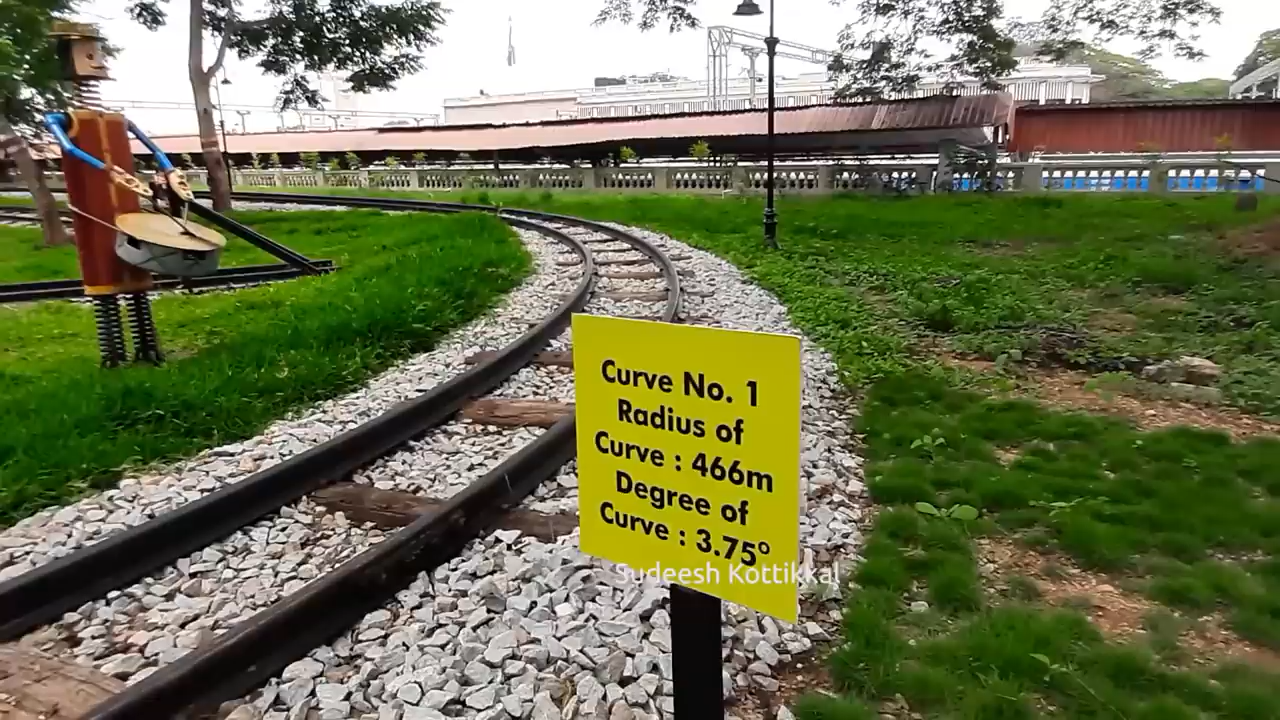 Curve No. 1
Radius of
Curve : 466m
Degree of
Curve : 3.75°
Sudeesh Kottikkal